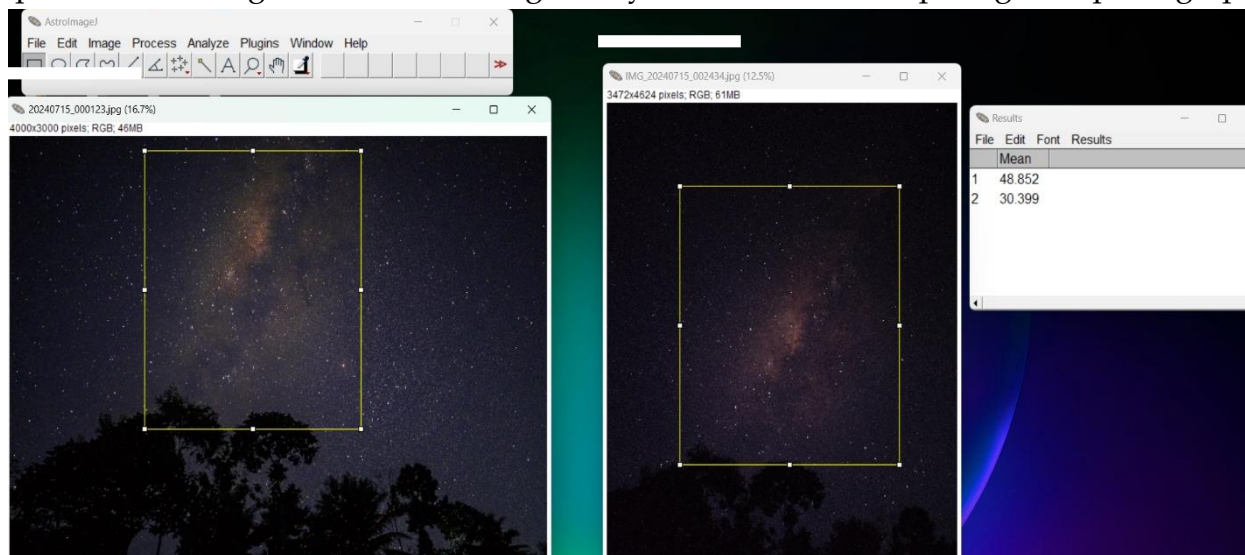 AstroImageJ
File Edit Image Process Analyze Plugins Window Help
20240715_000123.jpg (16.7%)
4000x3000 pixels; RGB; 46MB
IMG_20240715_002434.jpg (12.5%)
3472x4624 pixels; RGB; 61MB
Results
File Edit Font Results
Mean
1 48.852
2 30.399